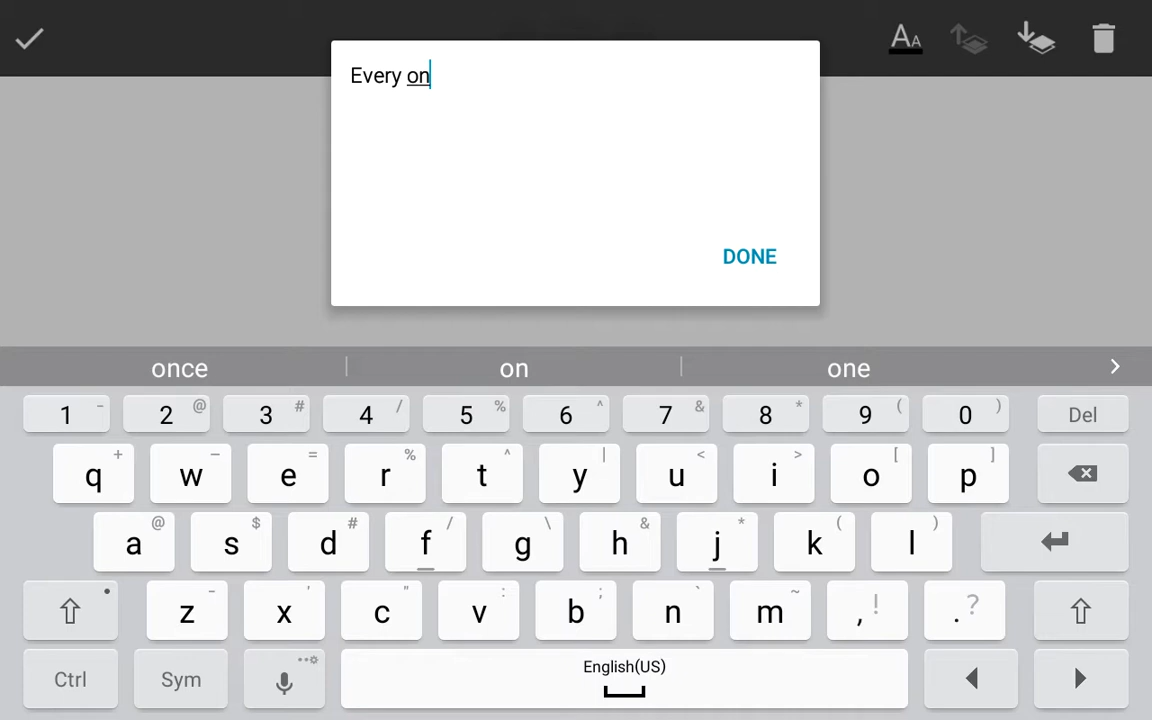 AA
Every on
DONE
once on one >
1 - 2 @ 3 # 4 / 5 % 6 ^ 7 & 8 * 9 ( 0 ) Del
q + w – e = r % t ^ y | u < i > o [ p ]
a @ s $ d # f / g \ h & j * k ( l )
z - x ' c " v : b ; n ` m ~ , ! . ?
Ctrl Sym English(US)